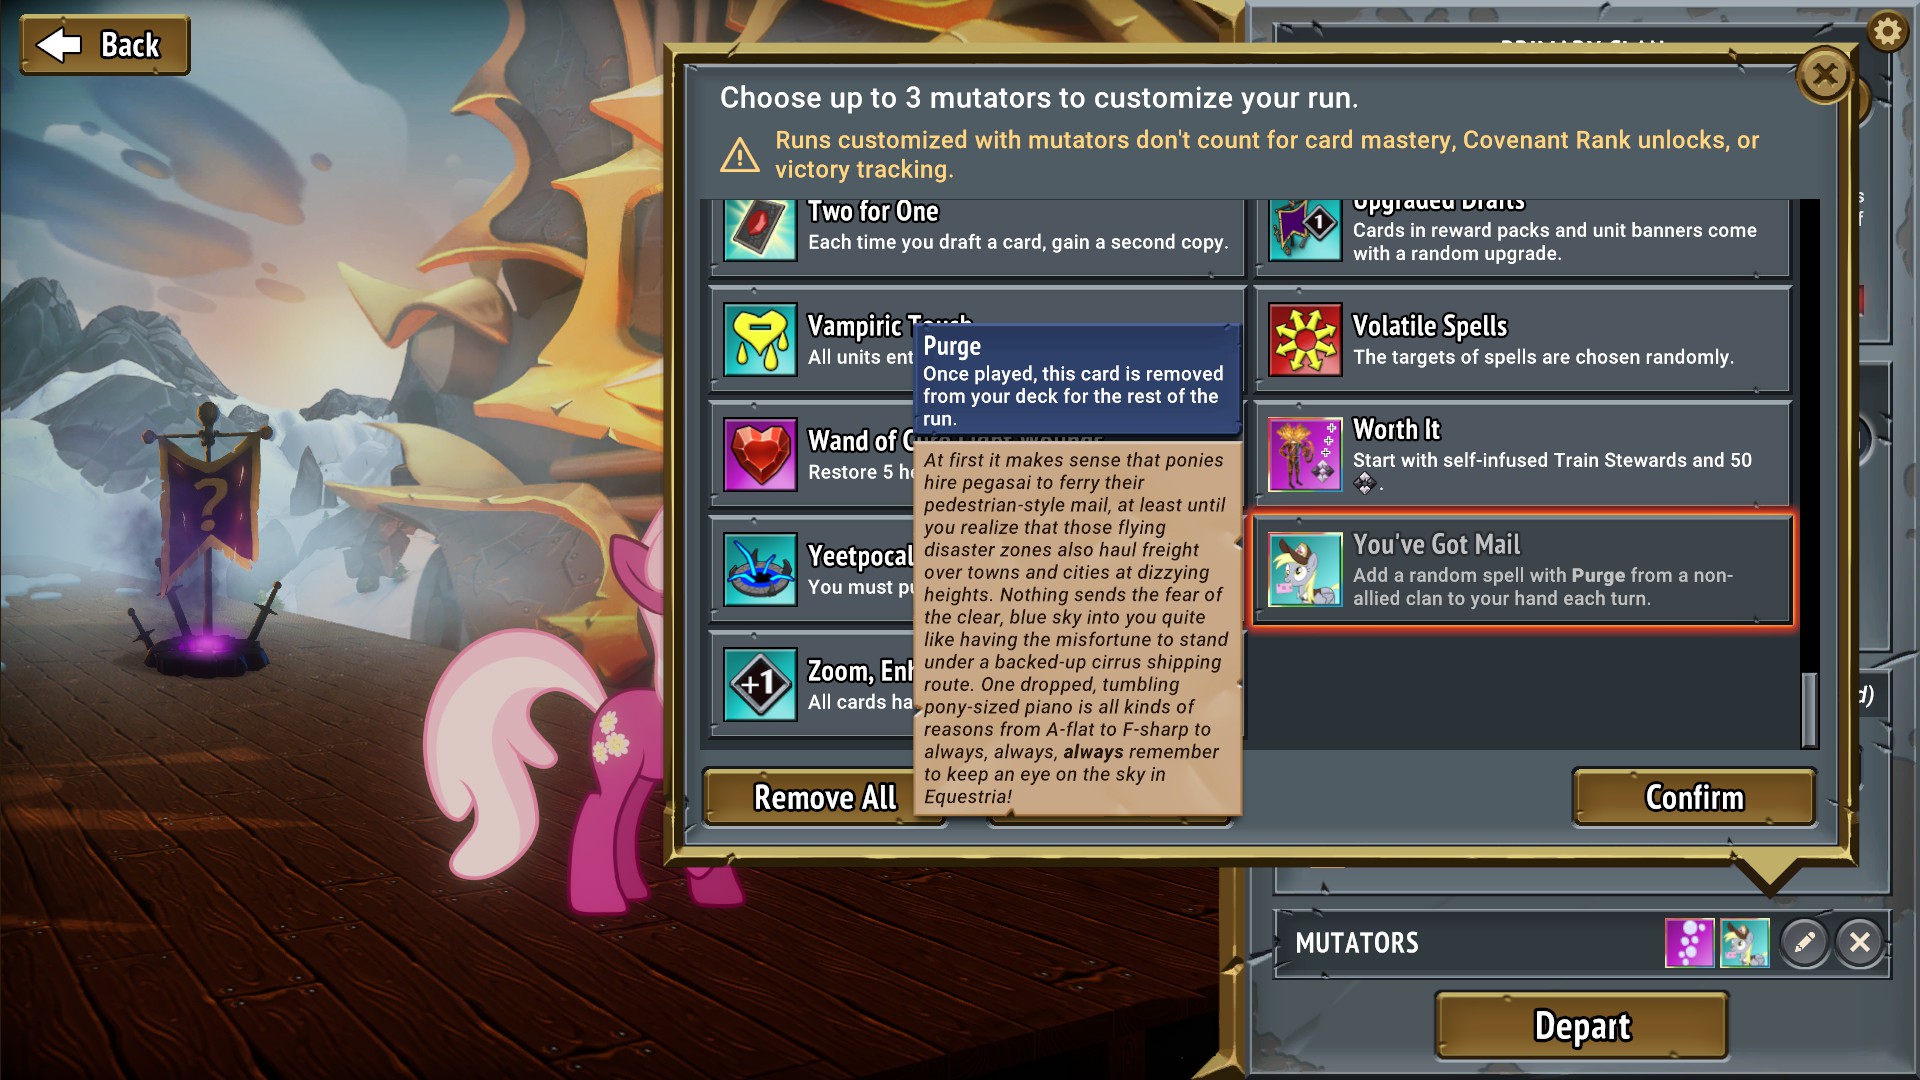 Back
PRIMARY CLAN
Choose up to 3 mutators to customize your run.
Runs customized with mutators don't count for card mastery, Covenant Rank unlocks, or
victory tracking.
Two for One
Each time you draft a card, gain a second copy.
Upgraded Drafts
Cards in reward packs and unit banners come
with a random upgrade.
Vampiric Touch
All units ent
Volatile Spells
The targets of spells are chosen randomly.
Wand of
Restore 5 he
Worth It
Start with self-infused Train Stewards and 50
.
Yeetpocal
You must pu
You've Got Mail
Add a random spell with Purge from a non-
allied clan to your hand each turn.
Zoom, Enh
All cards ha
+1
1
?
Purge
Once played, this card is removed
from your deck for the rest of the
run.
At first it makes sense that ponies
hire pegasai to ferry their
pedestrian-style mail, at least until
you realize that those flying
disaster zones also haul freight
over towns and cities at dizzying
heights. Nothing sends the fear of
the clear, blue sky into you quite
like having the misfortune to stand
under a backed-up cirrus shipping
route. One dropped, tumbling
pony-sized piano is all kinds of
reasons from A-flat to F-sharp to
always, always, always remember
to keep an eye on the sky in
Equestria!
Remove All
Confirm
MUTATORS
Depart